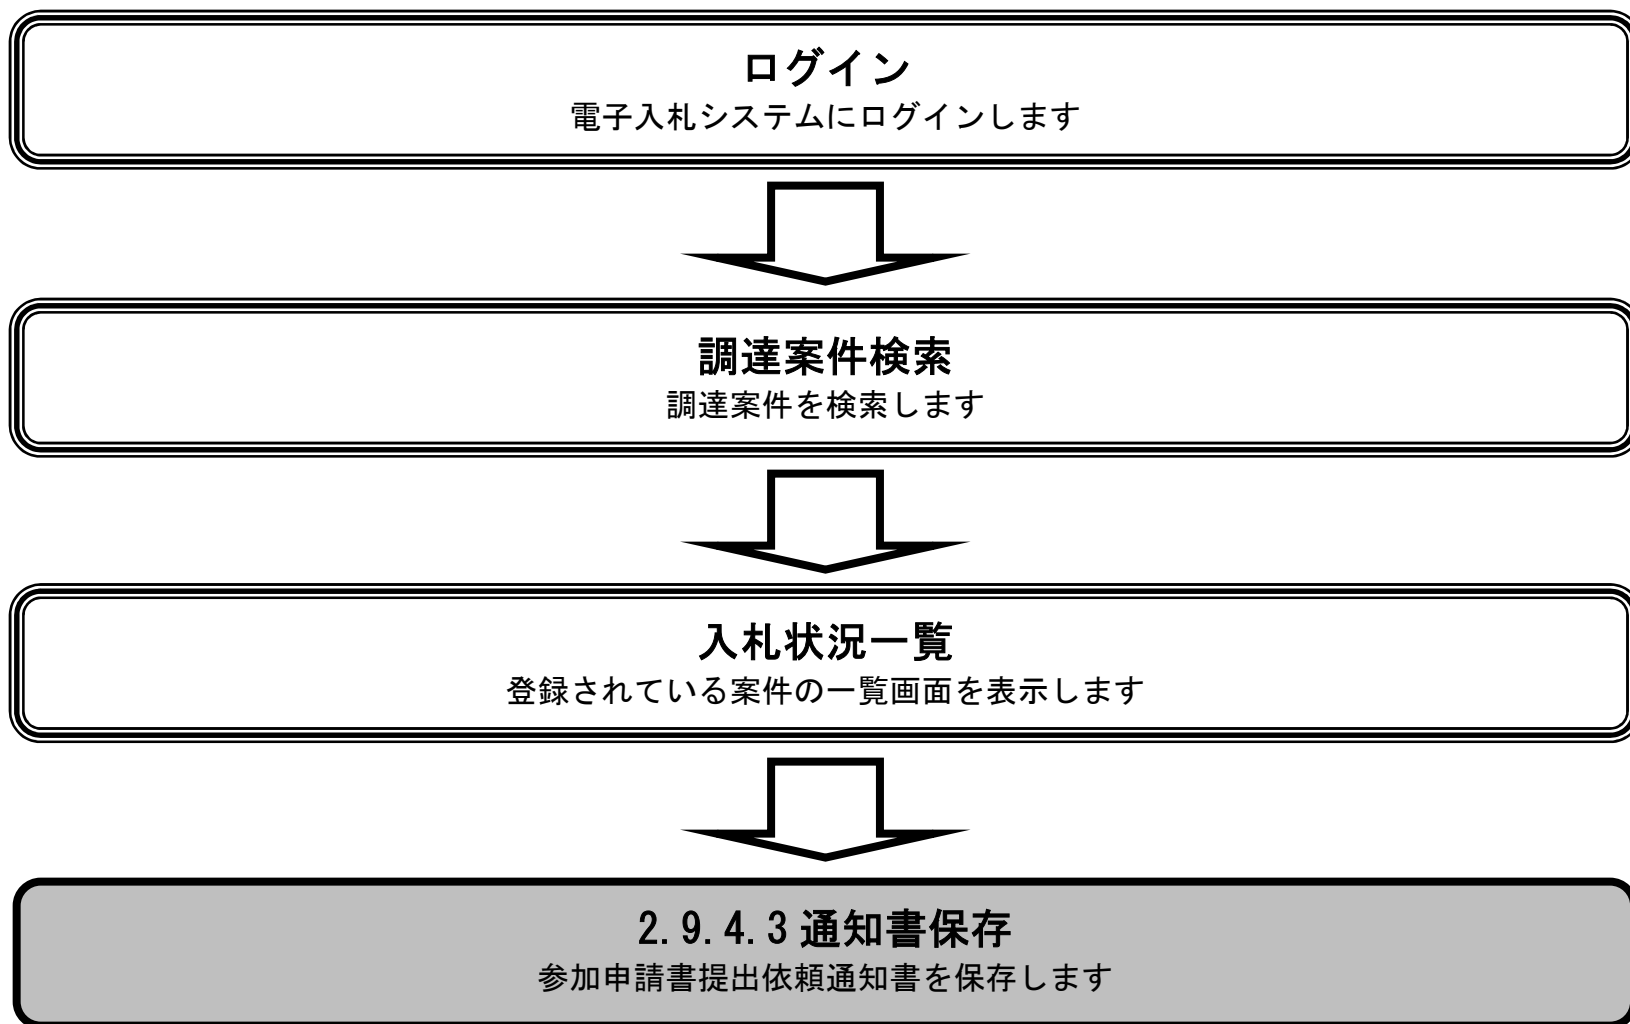 ログイン
電子入札システムにログインします
調達案件検索
調達案件を検索します
入札状況一覧
登録されている案件の一覧画面を表示します
2.9.4.3 通知書保存
参加申請書提出依頼通知書を保存します